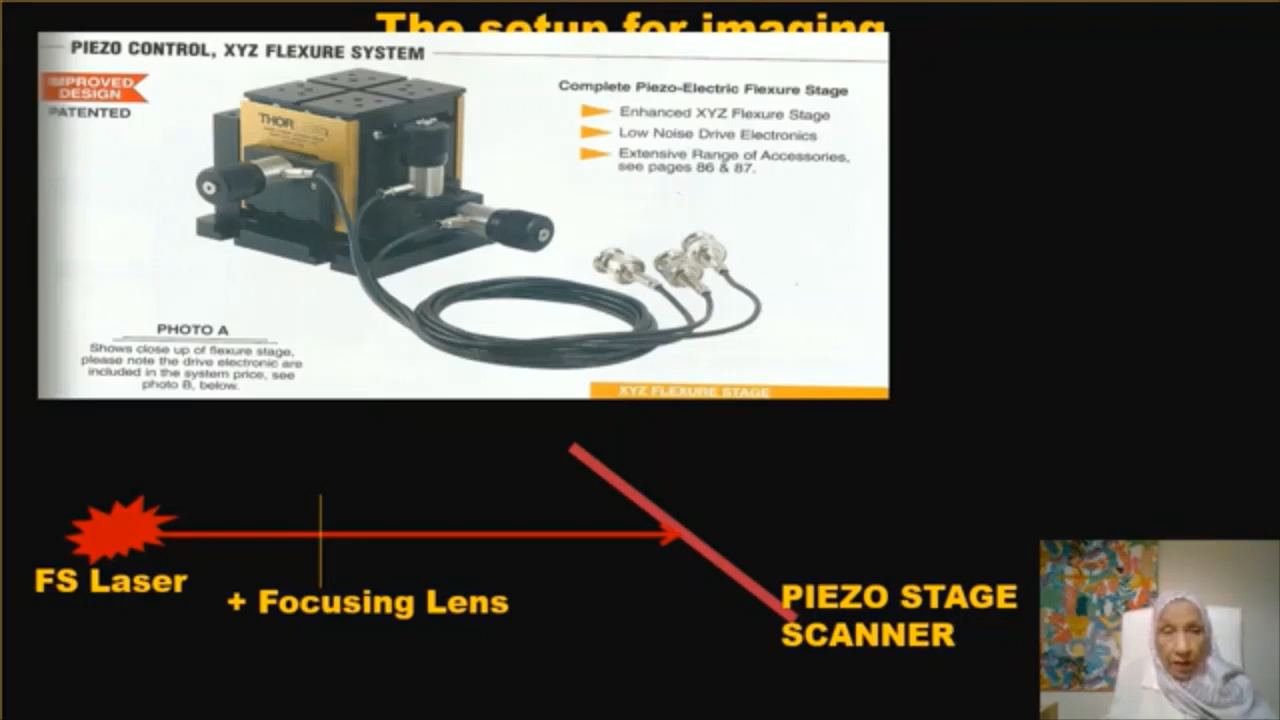 The setup for imaging
PIEZO CONTROL, XYZ FLEXURE SYSTEM
IMPROVED
DESIGN
PATENTED
THOR
Complete Piezo-Electric Flexure Stage
Enhanced XYZ Flexure Stage
Low Noise Drive Electronics
Extensive Range of Accessories,
see pages 86 & 87.
PHOTO A
Shows close up of flexure stage,
please note the drive electronic are
included in the system price, see
photo B, below.
XYZ FLEXURE STAGE
FS Laser
+ Focusing Lens
PIEZO STAGE
SCANNER